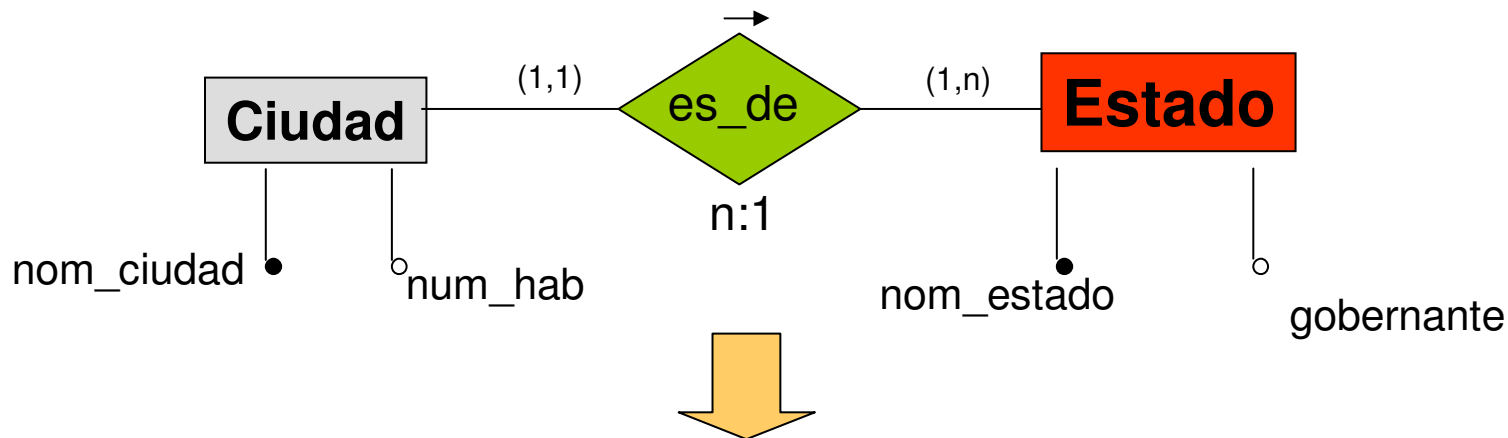 (1,1)
(1,n)
Ciudad
es_de
Estado
n:1
nom_ciudad
num_hab
nom_estado
gobernante